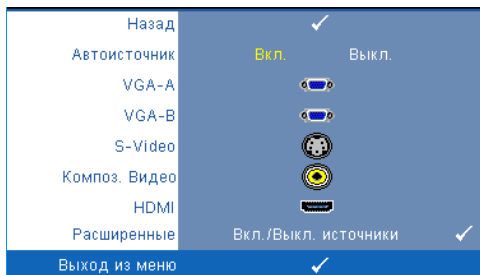 Назад
Автоисточник Вкл. Выкл.
VGA-A
VGA-B
S-Video
Композ. Видео
HDMI
Расширенные Вкл./Выкл. источники
Выход из меню